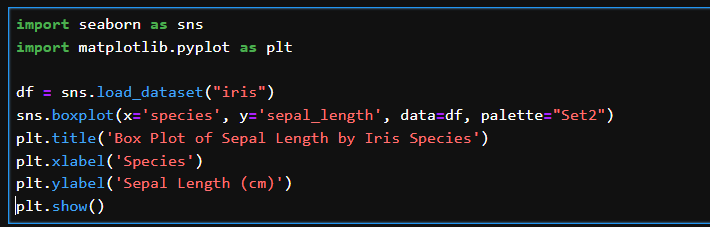 import seaborn as sns
import matplotlib.pyplot as plt
df = sns.load_dataset("iris")
sns.boxplot(x='species', y='sepal_length', data=df, palette="Set2")
plt.title('Box Plot of Sepal Length by Iris Species')
plt.xlabel('Species')
plt.ylabel('Sepal Length (cm)')
plt.show()